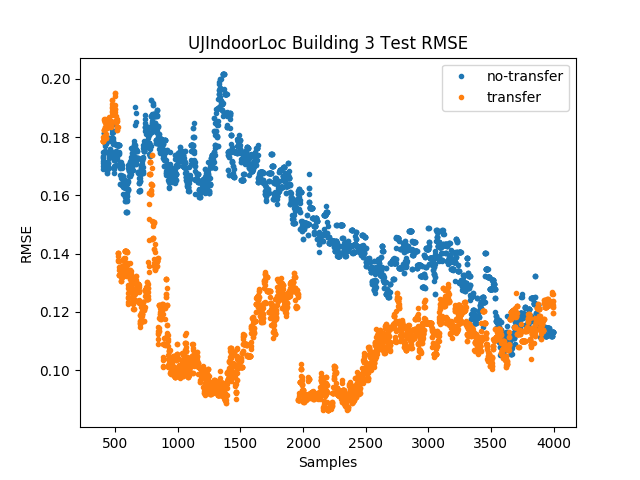 UJIndoorLoc Building 3 Test RMSE
no-transfer
transfer
RMSE
0.20
0.18
0.16
0.14
0.12
0.10
500 1000 1500 2000 2500 3000 3500 4000
Samples